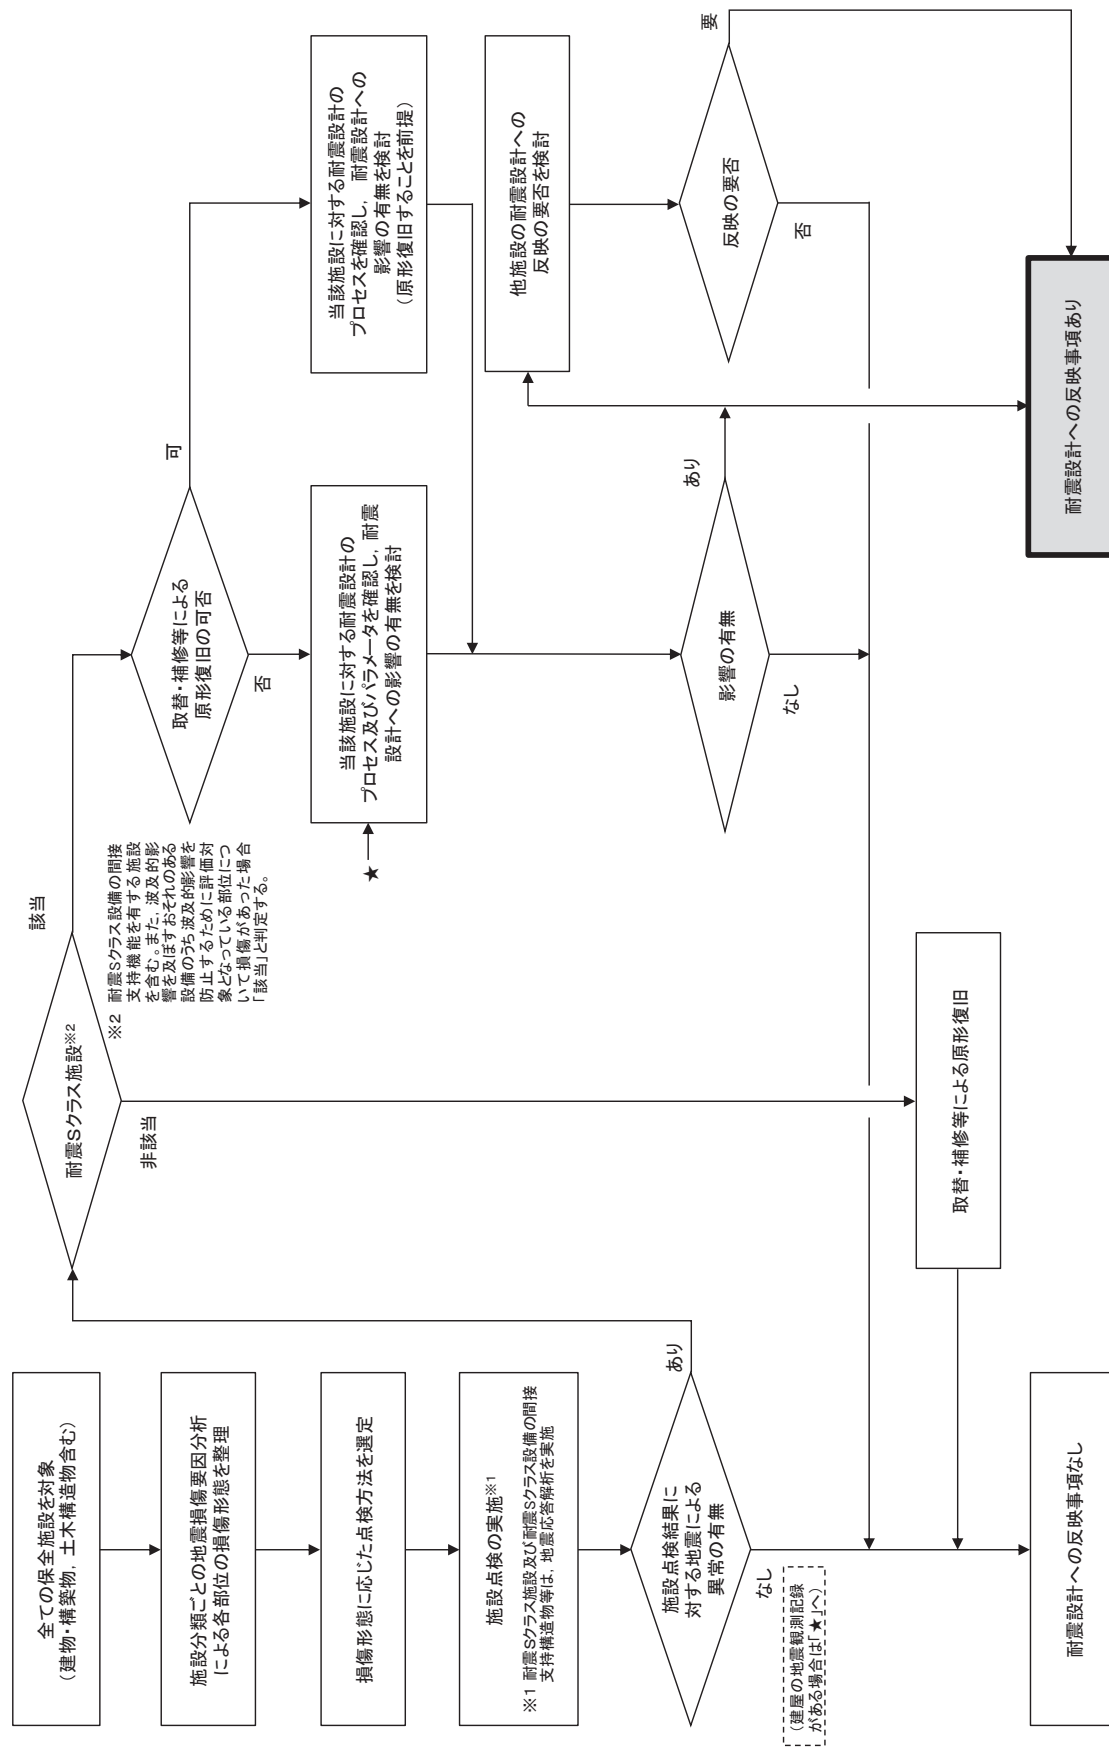 全ての保全施設を対象
（建物・構築物，土木構造物含む）
施設分類ごとの地震損傷要因分析
による各部位の損傷形態を整理
損傷形態に応じた点検方法を選定
施設点検の実施※1
※1 耐震Sクラス施設及び耐震Sクラス設備の間接
支持構造物等は，地震応答解析を実施
施設点検結果に
対する地震による
異常の有無
あり
なし
（建屋の地震観測記録
がある場合は「★」へ）
耐震設計への反映事項なし
耐震Sクラス施設※2
該当
非該当
※2 耐震Sクラス設備の間接
支持機能を有する施設
を含む。また，波及的影
響を及ぼすおそれのある
設備のうち波及的影響を
防止するために評価対
象となっている部位につ
いて損傷があった場合
「該当」と判定する。
取替・補修等による原形復旧
取替・補修等による
原形復旧の可否
可
否
★
当該施設に対する耐震設計の
プロセス及びパラメータを確認し，耐震
設計への影響の有無を検討
当該施設に対する耐震設計の
プロセスを確認し， 耐震設計への
影響の有無を検討
（原形復旧することを前提）
影響の有無
あり
なし
他施設の耐震設計への
反映の要否を検討
反映の要否
要
否
耐震設計への反映事項あり